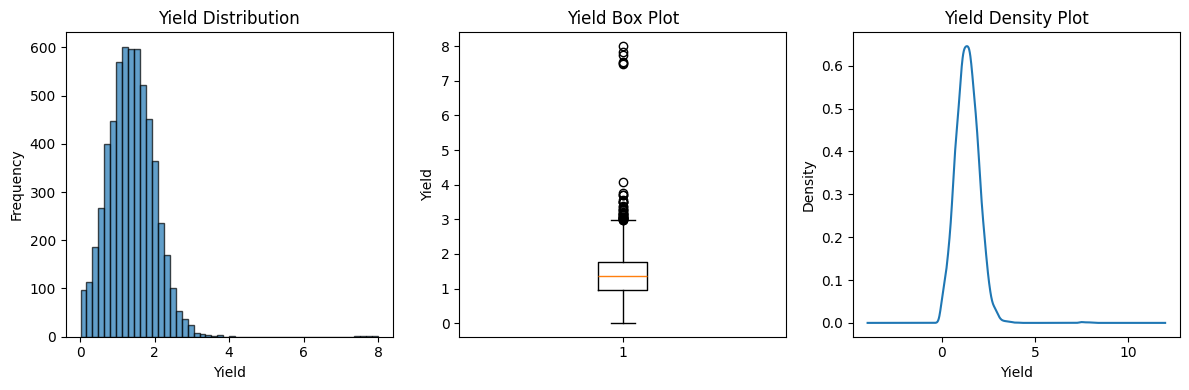 Yield Distribution
Frequency
600
500
400
300
200
100
0
0 2 4 6 8
Yield
Yield Box Plot
Yield
8
7
6
5
4
3
2
1
0
1
Yield Density Plot
Density
0.6
0.5
0.4
0.3
0.2
0.1
0.0
0 5 10
Yield